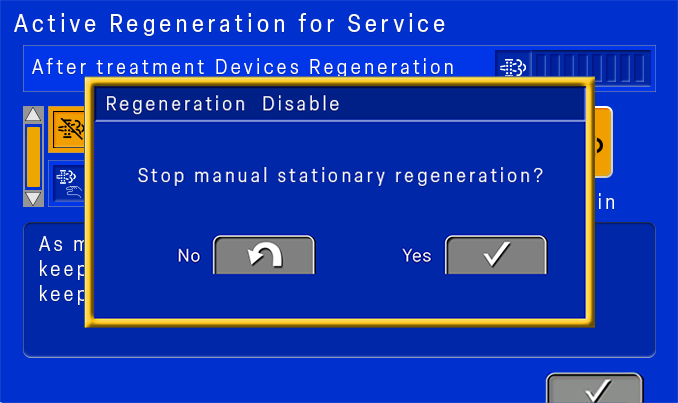 Active Regeneration for Service
After treatment Devices Regeneration
Regeneration Disable
Stop manual stationary regeneration?
in
As m
No
Yes
keep
keep